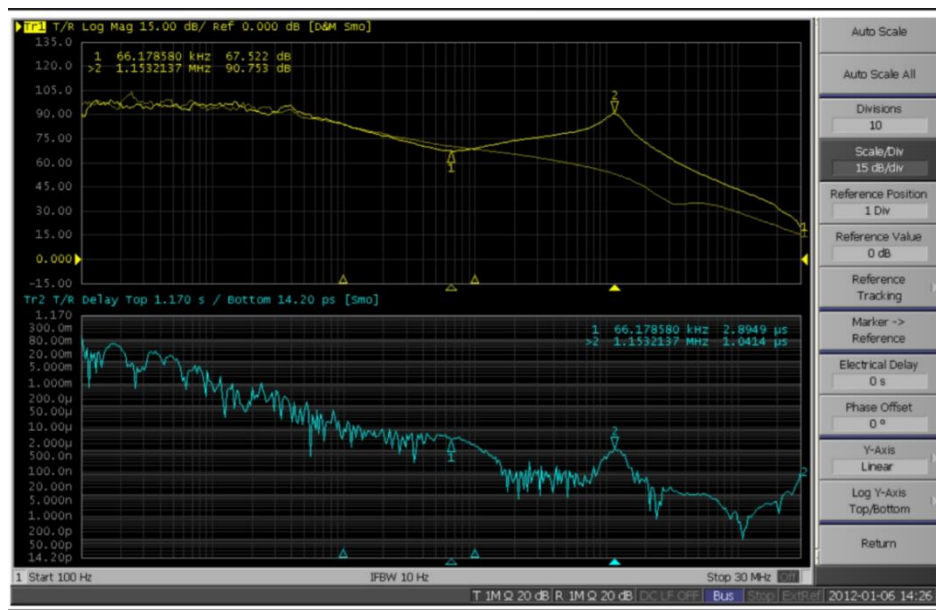 Tr1 T/R Log Mag 15.00 dB/ Ref 0.000 dB [D&M Smo]
135.0
1 66.178580 kHz 67.522 dB
120.0
>2 1.1532137 MHz 90.753 dB
105.0
2
90.00
75.00
60.00
1
45.00
30.00
15.00
0.000
-15.00
Tr2 T/R Delay Top 1.170 s / Bottom 14.20 ps [Smo]
1.170
300.0m
1 66.178580 kHz 2.8949 µs
80.00m
>2 1.1532137 MHz 1.0414 µs
20.00m
5.000m
1.000m
200.0µ
50.00µ
10.00µ
2
2.000µ
1
500.0n
100.0n
2
20.00n
5.000n
1.000n
200.0p
50.00p
14.20p
1 Start 100 Hz
IFBW 10 Hz
Stop 30 MHz Off
T 1M Ω 20 dB R 1M Ω 20 dB DC LF OFF Bus Stop ExtRef 2012-01-06 14:26
Auto Scale
Auto Scale All
Divisions
10
Scale/Div
15 dB/div
Reference Position
1 Div
Reference Value
0 dB
Reference
Tracking
Marker ->
Reference
Electrical Delay
0 s
Phase Offset
0 °
Y-Axis
Linear
Log Y-Axis
Top/Bottom
Return